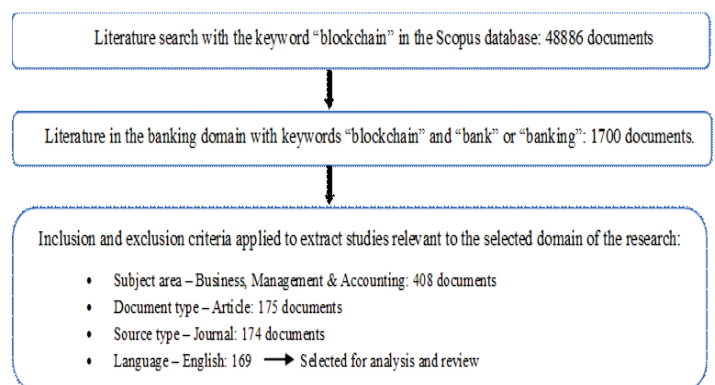 Literature search with the keyword “blockchain” in the Scopus database: 48886 documents
Literature in the banking domain with keywords “blockchain” and “bank” or “banking”: 1700 documents.
Inclusion and exclusion criteria applied to extract studies relevant to the selected domain of the research:
• Subject area – Business, Management & Accounting: 408 documents
• Document type – Article: 175 documents
• Source type – Journal: 174 documents
• Language – English: 169 → Selected for analysis and review